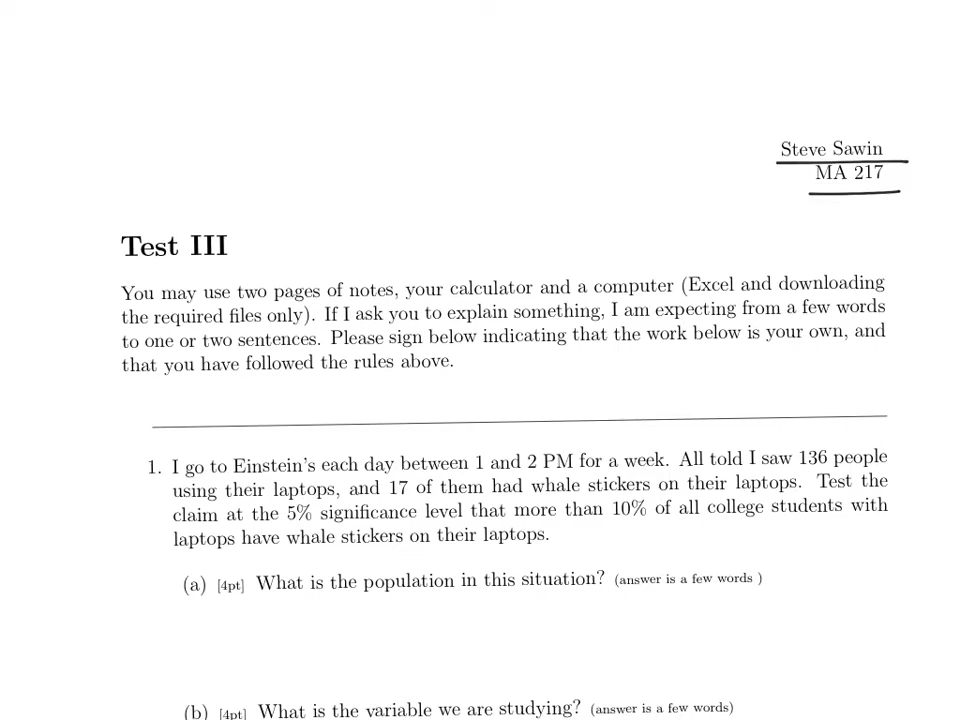 Steve Sawin
MA 217
Test III
You may use two pages of notes, your calculator and a computer (Excel and downloading
the required files only). If I ask you to explain something, I am expecting from a few words
to one or two sentences. Please sign below indicating that the work below is your own, and
that you have followed the rules above.
1. I go to Einstein's each day between 1 and 2 PM for a week. All told I saw 136 people
using their laptops, and 17 of them had whale stickers on their laptops. Test the
claim at the 5% significance level that more than 10% of all college students with
laptops have whale stickers on their laptops.
(a) [4pt] What is the population in this situation? (answer is a few words )
(b) [4pt] What is the variable we are studying? (answer is a few words)